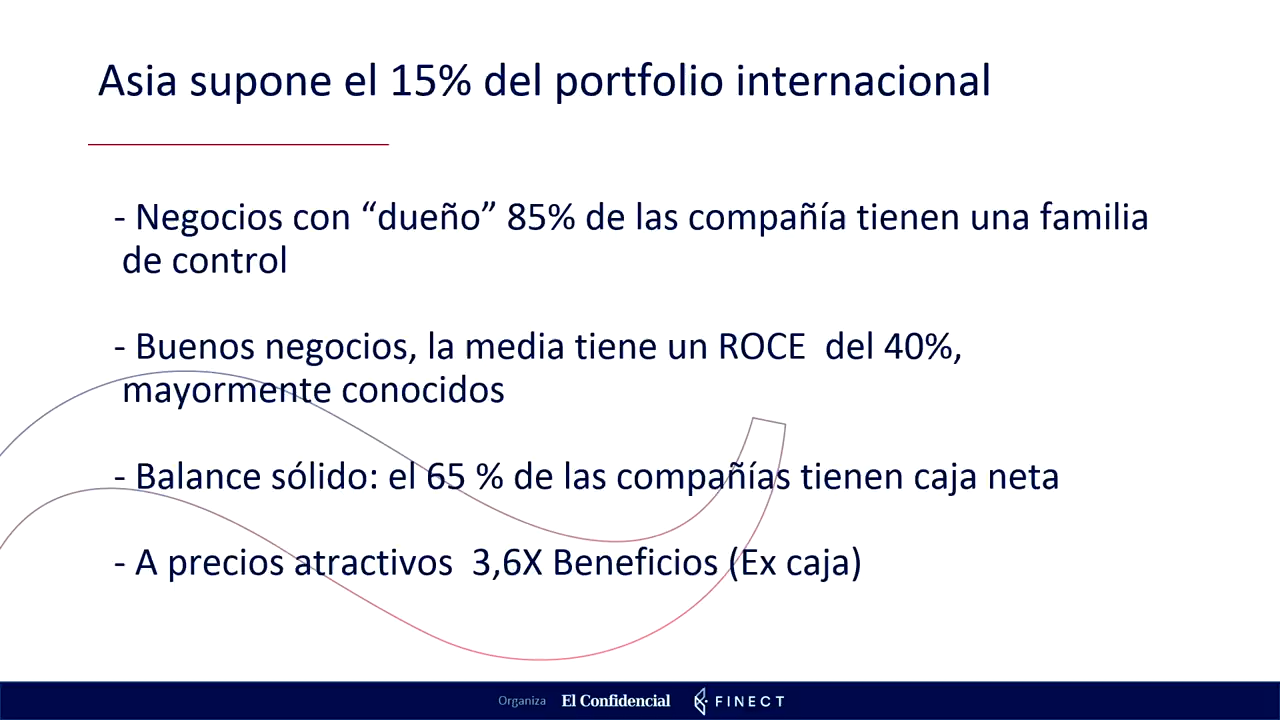 Asia supone el 15% del portfolio internacional
- Negocios con “dueño” 85% de las compañía tienen una familia
de control
- Buenos negocios, la media tiene un ROCE  del 40%,
mayormente conocidos
- Balance sólido: el 65 % de las compañías tienen caja neta
- A precios atractivos  3,6X Beneficios (Ex caja)
Organiza El Confidencial FINECT